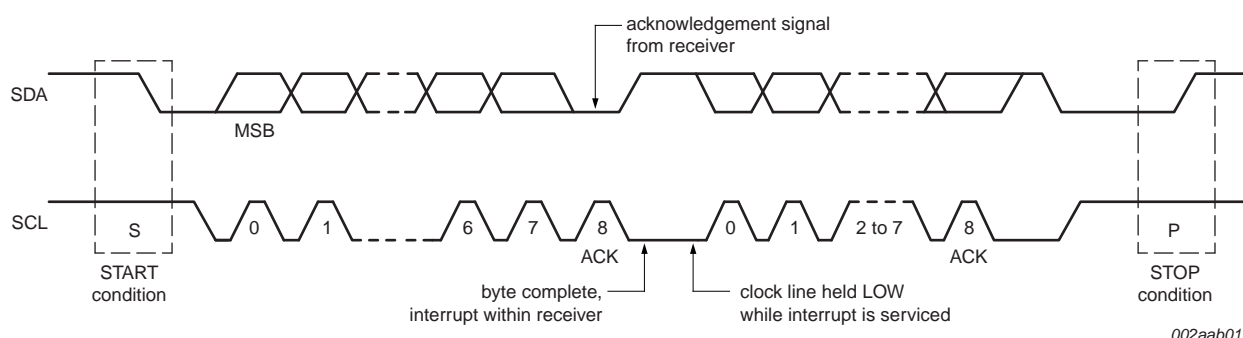 acknowledgement signal
from receiver
SDA
MSB
SCL
S
0
1
6
7
8
0
1
2 to 7
8
P
ACK
ACK
START
condition
byte complete,
interrupt within receiver
clock line held LOW
while interrupt is serviced
STOP
condition
002aab01